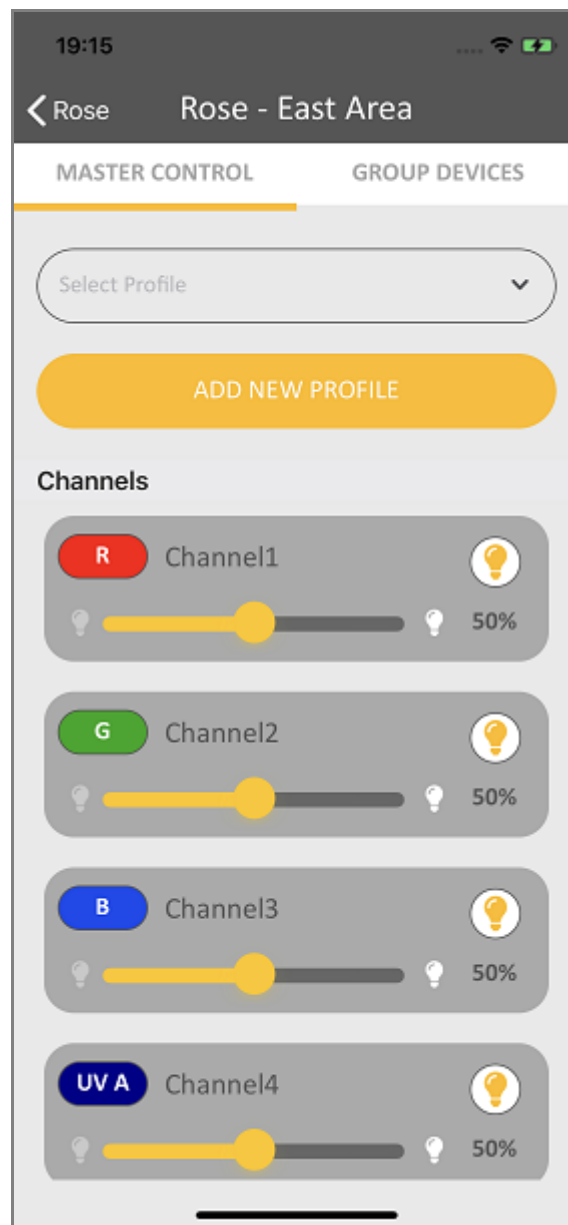 19:15
Rose
Rose - East Area
MASTER CONTROL
GROUP DEVICES
Select Profile
ADD NEW PROFILE
Channels
R
Channel1
50%
G
Channel2
50%
B
Channel3
50%
UV A
Channel4
50%